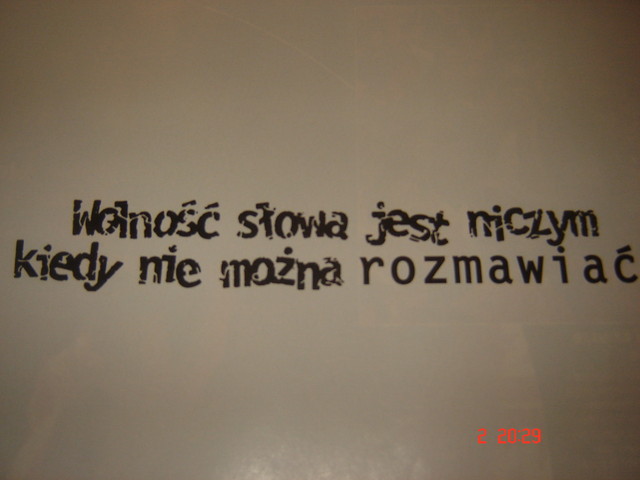 Wolność słowa jest niczym
kiedy nie można rozmawiać
2 20:29